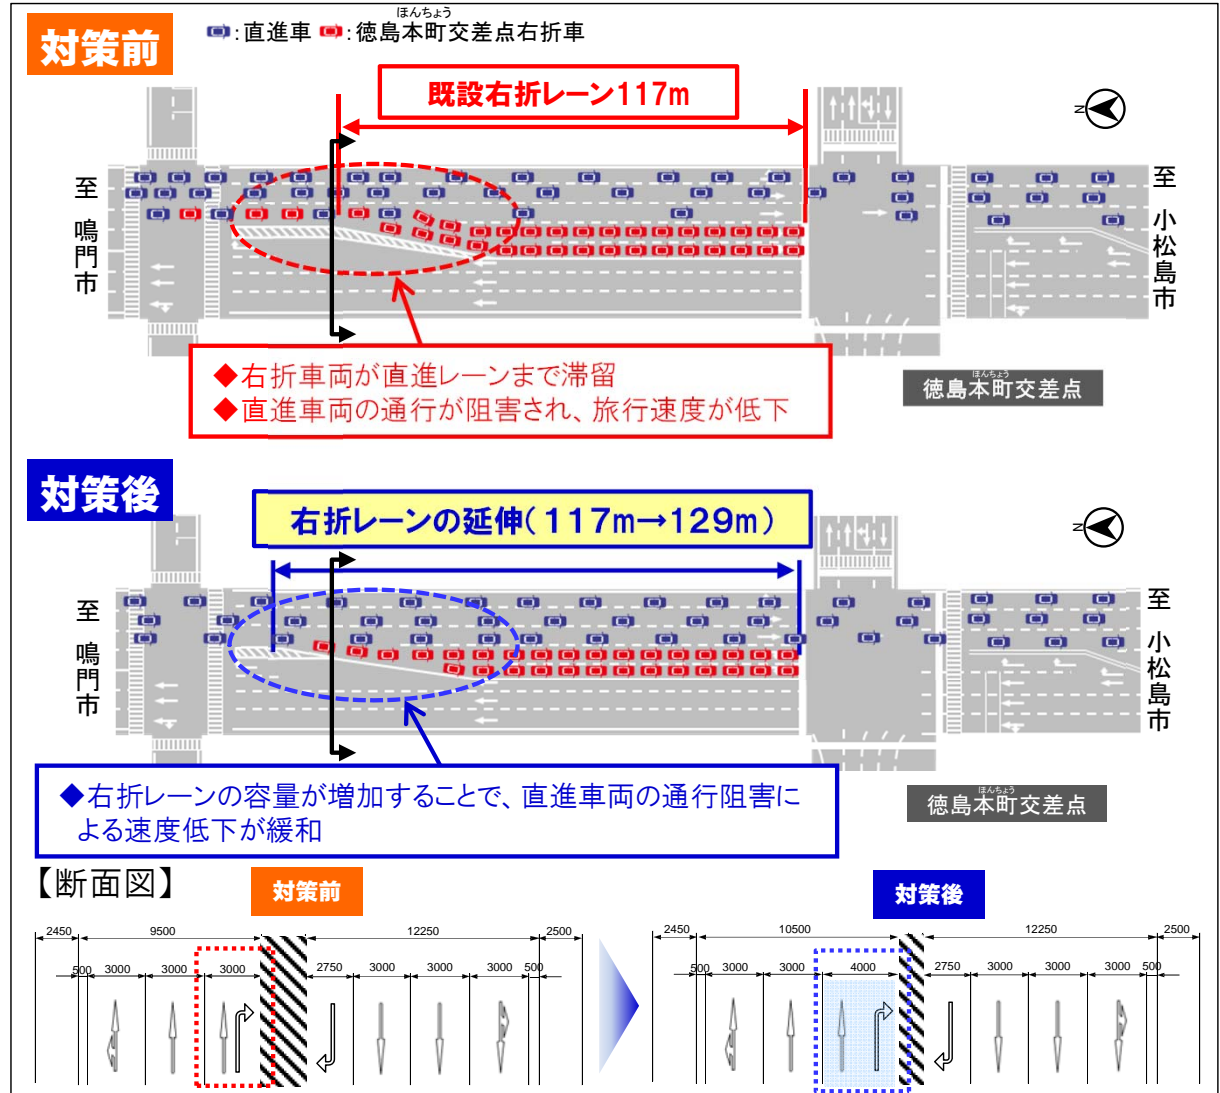 対策前
:直進車
:徳島本町交差点右折車
ほんちょう
既設右折レーン117m
N
至 鳴門市
至 小松島市
◆右折車両が直進レーンまで滞留
◆直進車両の通行が阻害され、旅行速度が低下
ほんちょう
徳島本町交差点
対策後
右折レーンの延伸(117m→129m)
N
至 鳴門市
至 小松島市
◆右折レーンの容量が増加することで、直進車両の通行阻害に
よる速度低下が緩和
ほんちょう
徳島本町交差点
【断面図】
対策前
2450 9500 12250 2500
500 3000 3000 3000 2750 3000 3000 3000 500
対策後
2450 10500 12250 2500
500 3000 3000 4000 2750 3000 3000 3000 500